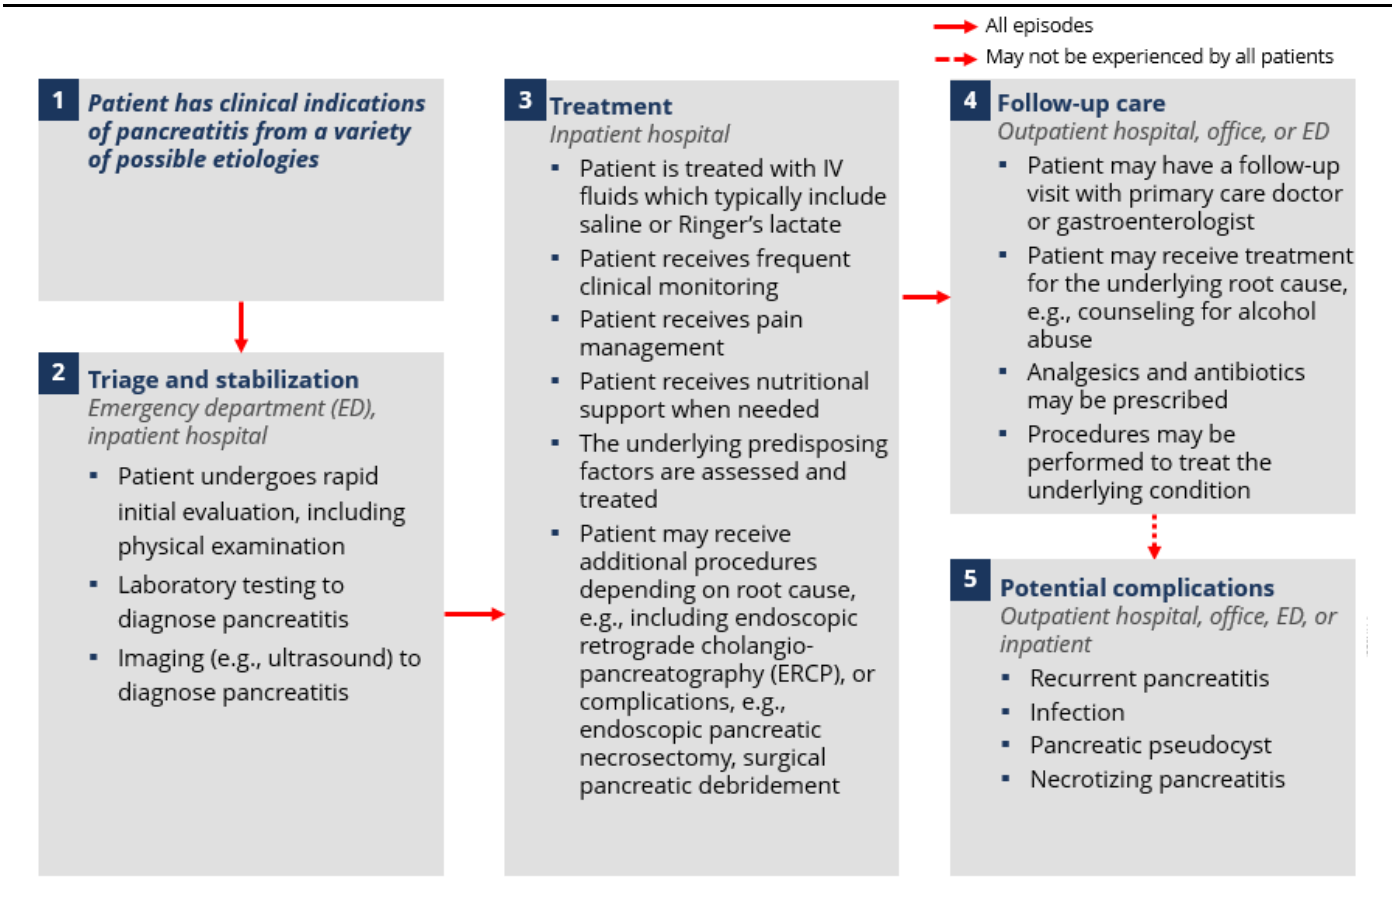 All episodes
May not be experienced by all patients
1
Patient has clinical indications
of pancreatitis from a variety
of possible etiologies
2
Triage and stabilization
Emergency department (ED),
inpatient hospital
▪ Patient undergoes rapid
initial evaluation, including
physical examination
▪ Laboratory testing to
diagnose pancreatitis
▪ Imaging (e.g., ultrasound) to
diagnose pancreatitis
3
Treatment
Inpatient hospital
▪ Patient is treated with IV
fluids which typically include
saline or Ringer's lactate
▪ Patient receives frequent
clinical monitoring
▪ Patient receives pain
management
▪ Patient receives nutritional
support when needed
▪ The underlying predisposing
factors are assessed and
treated
▪ Patient may receive
additional procedures
depending on root cause,
e.g., including endoscopic
retrograde cholangio-
pancreatography (ERCP), or
complications, e.g.,
endoscopic pancreatic
necrosectomy, surgical
pancreatic debridement
4
Follow-up care
Outpatient hospital, office, or ED
▪ Patient may have a follow-up
visit with primary care doctor
or gastroenterologist
▪ Patient may receive treatment
for the underlying root cause,
e.g., counseling for alcohol
abuse
▪ Analgesics and antibiotics
may be prescribed
▪ Procedures may be
performed to treat the
underlying condition
5
Potential complications
Outpatient hospital, office, ED, or
inpatient
▪ Recurrent pancreatitis
▪ Infection
▪ Pancreatic pseudocyst
▪ Necrotizing pancreatitis